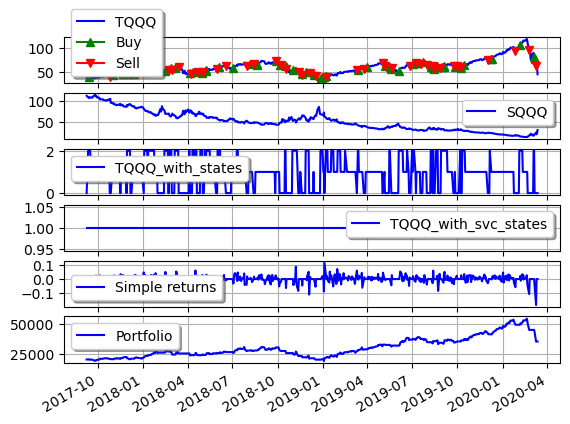 TQQQ
Buy
Sell
100
50
100
50
SQQQ
2
0
TQQQ_with_states
1.05
1.00
0.95
TQQQ_with_svc_states
0.1
0.0
−0.1
Simple returns
50000
25000
Portfolio
2017-10 2018-01 2018-04 2018-07 2018-10 2019-01 2019-04 2019-07 2019-10 2020-01 2020-04